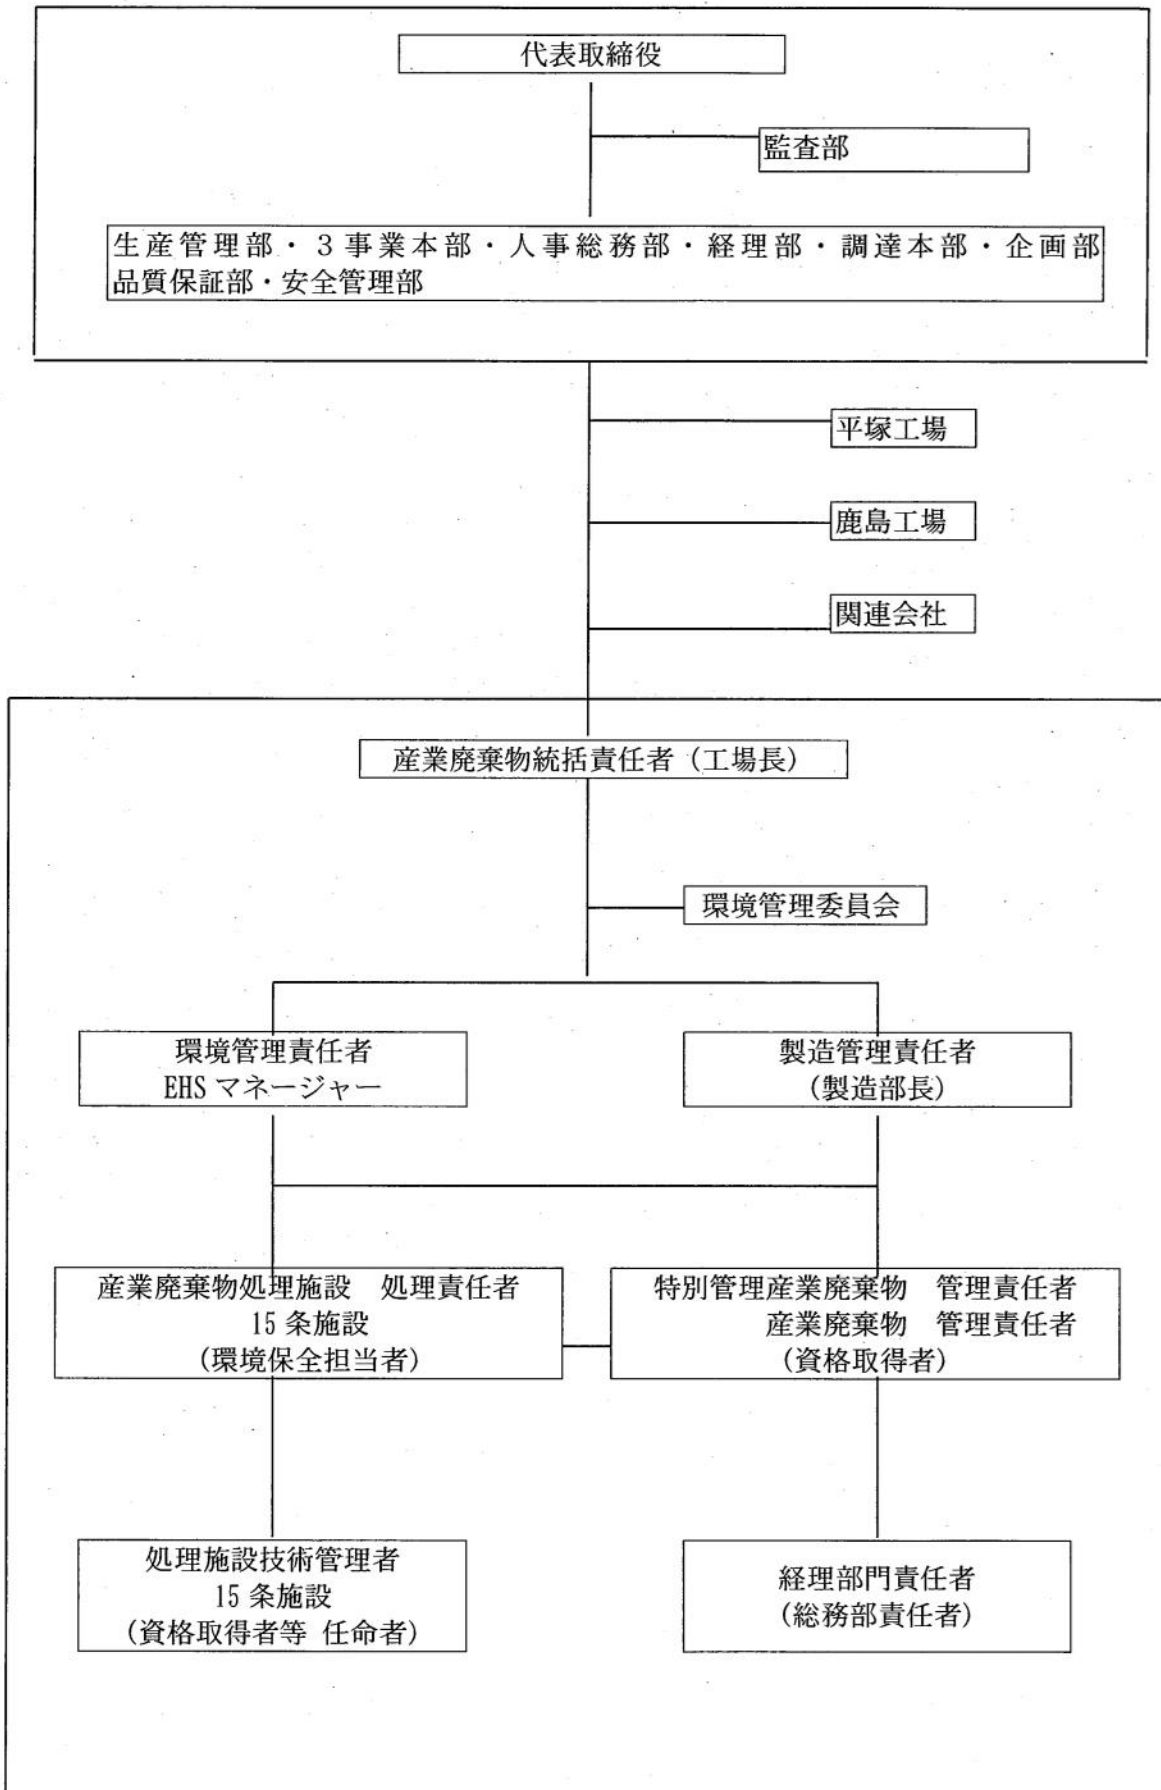 代表取締役
監査部
生産管理部・３事業本部・人事総務部・経理部・調達本部・企画部
品質保証部・安全管理部
平塚工場
鹿島工場
関連会社
産業廃棄物統括責任者（工場長）
環境管理委員会
環境管理責任者
EHS マネージャー
製造管理責任者
(製造部長)
産業廃棄物処理施設　処理責任者
15 条施設
(環境保全担当者)
特別管理産業廃棄物　管理責任者
産業廃棄物　管理責任者
(資格取得者)
処理施設技術管理者
15 条施設
(資格取得者等 任命者)
経理部門責任者
(総務部責任者)